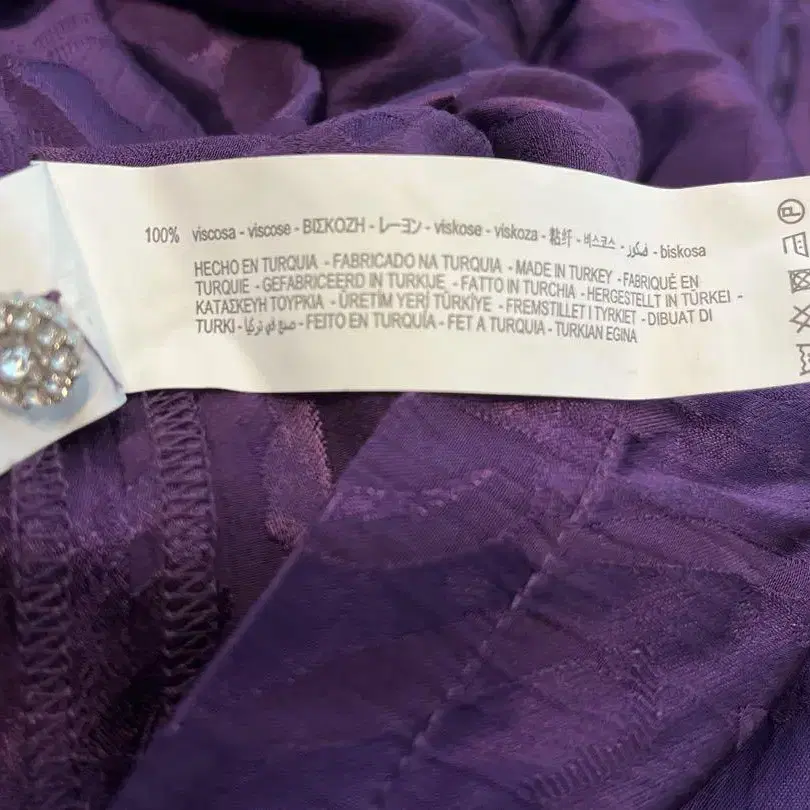 100% viscosa - viscose - ΒΙΣΚΟΖΗ - レーヨン - viskose - viskoza - 粘纤 - 비스코스 - فسكوز - biskosa
HECHO EN TURQUIA - FABRICADO NA TURQUIA - MADE IN TURKEY - FABRIQUÉ EN
TURQUIE - GEFABRICEERD IN TURKIJE - FATTO IN TURCHIA - HERGESTELLT IN TÜRKEI -
ΚΑΤΑΣΚΕΥΗ ΤΟΥΡΚΙΑ - ÜRETİM YERİ TÜRKİYE - FREMSTILLET I TYRKIET - DIBUAT DI
TURKI - صنع في تركيا - FEITO EN TURQUÍA - FET A TURQUIA - TURKIAN EGINA
P